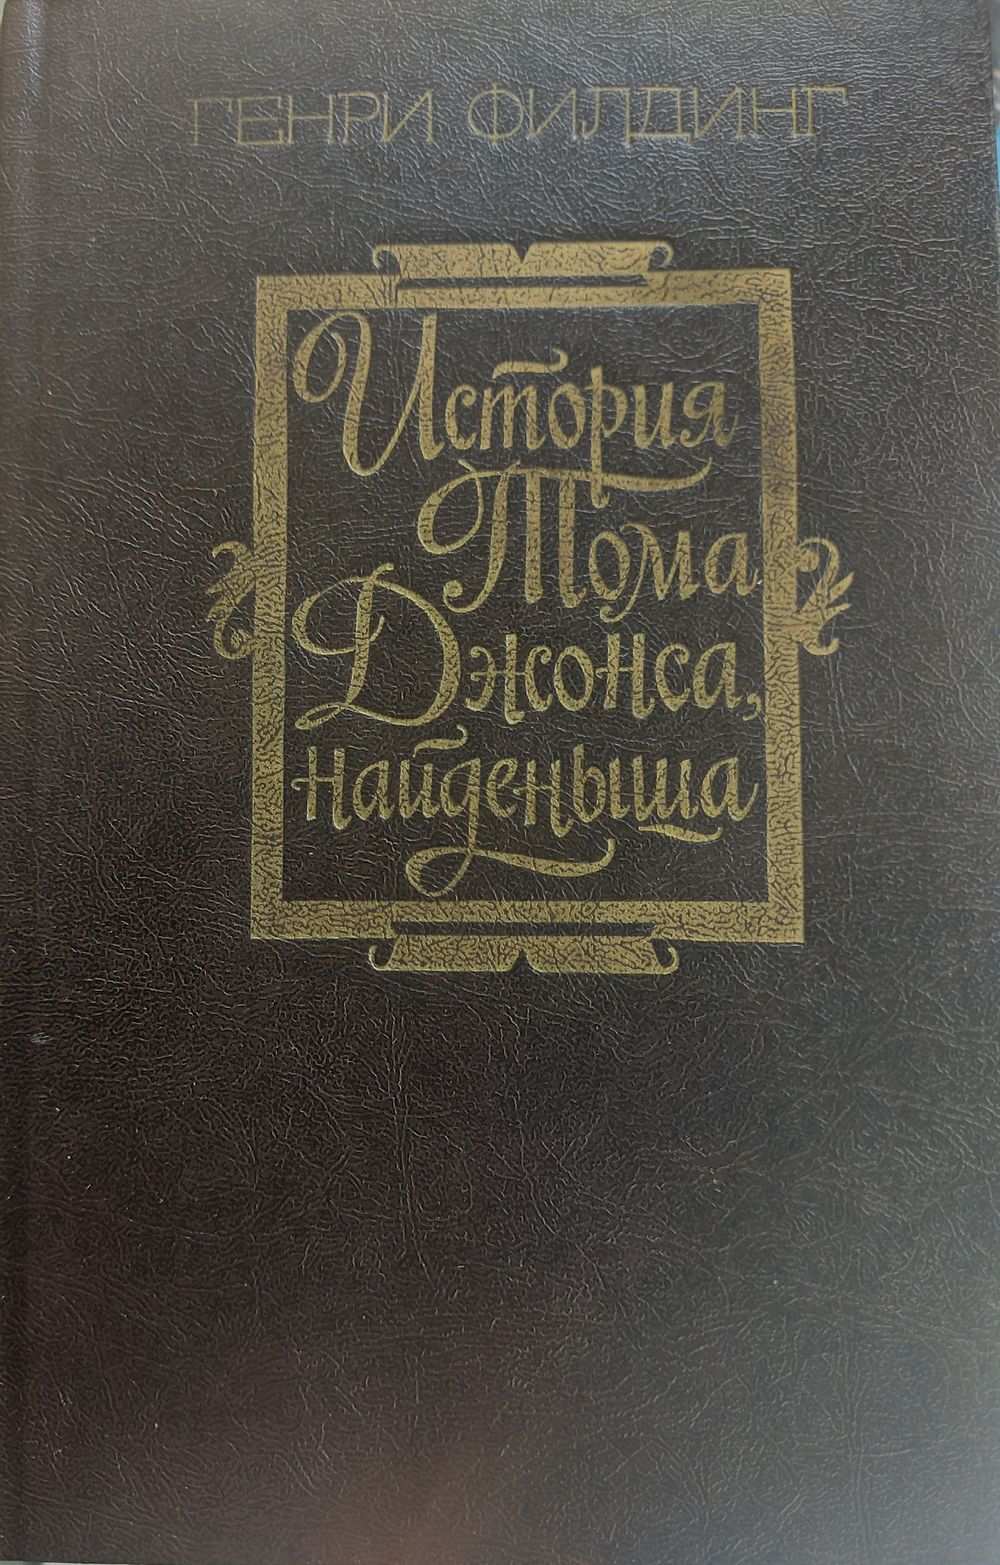 ГЕНРИ ФИЛДИНГ
История
Тома
Джонса,
найденыша